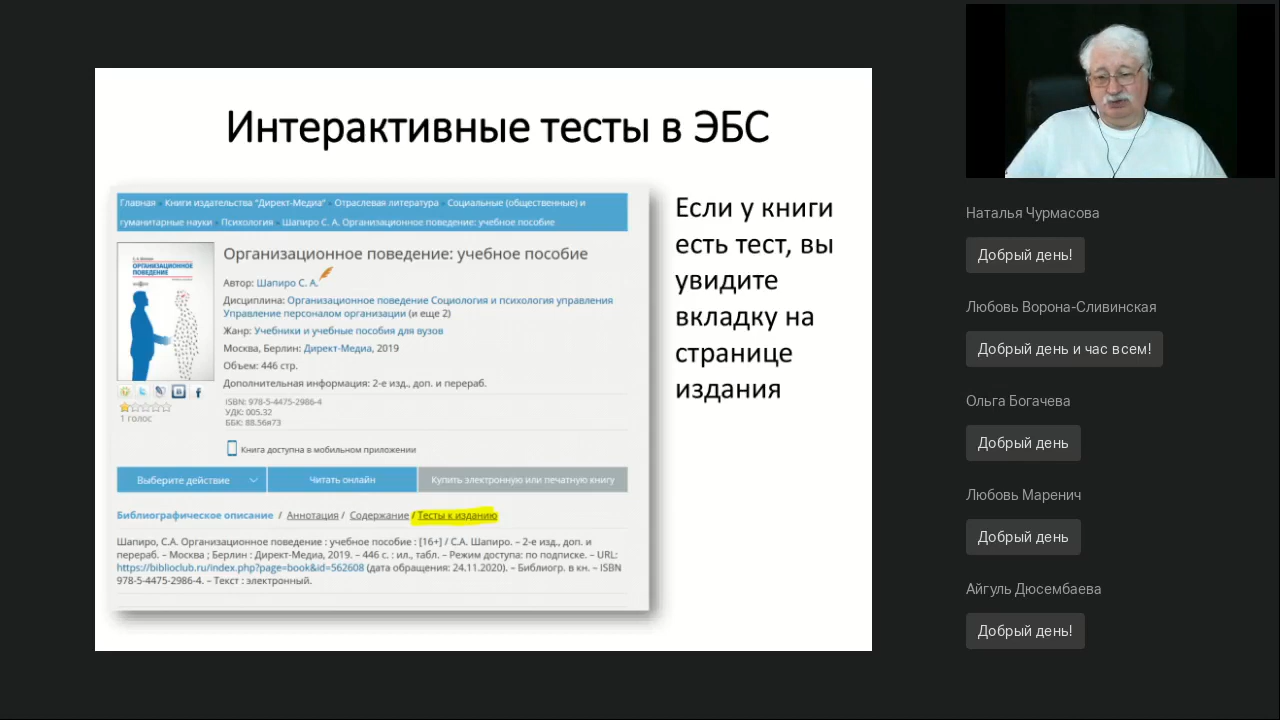 Интерактивные тесты в ЭБС
Главная · Книги издательства "Директ-Медиа" · Отраслевая литература · Социальные (общественные) и
гуманитарные науки · Психология · Шапиро С. А. Организационное поведение: учебное пособие
ОРГАНИЗАЦИОННОЕ
ПОВЕДЕНИЕ
1 голос
Организационное поведение: учебное пособие
Автор: Шапиро С. А.
Дисциплина: Организационное поведение Социология и психология управления
Управление персоналом организации (и еще 2)
Жанр: Учебники и учебные пособия для вузов
Москва, Берлин: Директ-Медиа, 2019
Объем: 446 стр.
Дополнительная информация: 2-е изд., доп. и перераб.
ISBN: 978-5-4475-2986-4
УДК: 005.32
ББК: 88.56я73
Книга доступна в мобильном приложении
Выберите действие
Читать онлайн
Купить электронную или печатную книгу
Библиографическое описание / Аннотация / Содержание / Тесты к изданию
Шапиро, С.А. Организационное поведение : учебное пособие : [16+] / С.А. Шапиро. – 2-е изд., доп. и
перераб. – Москва ; Берлин : Директ-Медиа, 2019. – 446 с. : ил., табл. – Режим доступа: по подписке. – URL:
https://biblioclub.ru/index.php?page=book&id=562608 (дата обращения: 24.11.2020). – Библиогр. в кн. – ISBN
978-5-4475-2986-4. – Текст : электронный.
Если у книги
есть тест, вы
увидите
вкладку на
странице
издания
Наталья Чурмасова
Добрый день!
Любовь Ворона-Сливинская
Добрый день и час всем!
Ольга Богачева
Добрый день
Любовь Маренич
Добрый день
Айгуль Дюсембаева
Добрый день!